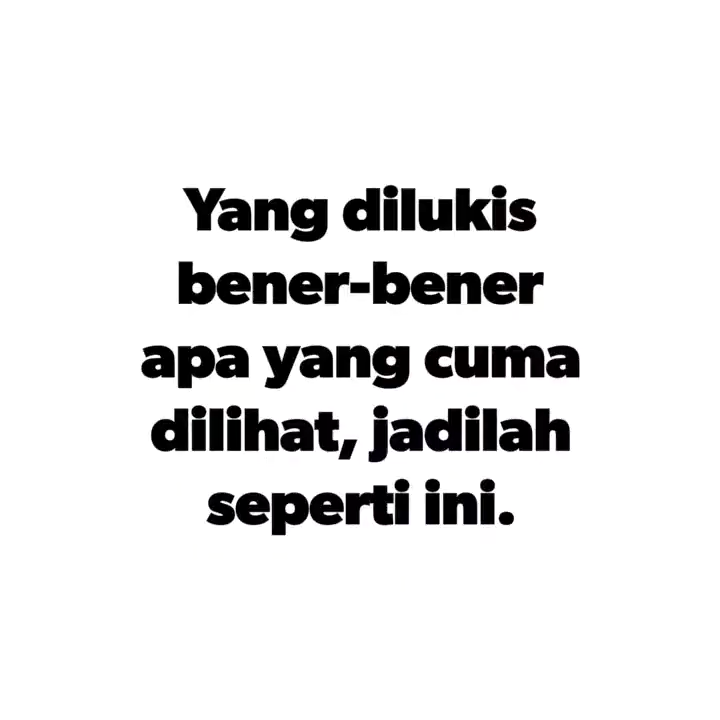 Yang dilukis
bener-bener
apa yang cuma
dilihat, jadilah
seperti ini.